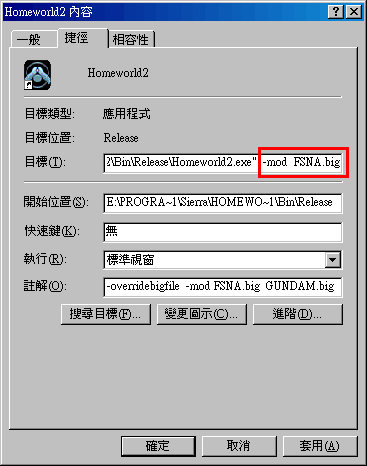 Homeworld2 內容
一般 捷徑 相容性
Homeworld2
目標類型: 應用程式
目標位置: Release
目標(T): 2\Bin\Release\Homeworld2.exe" -mod FSNA.big
開始位置(S): E:\PROGRA~1\Sierra\HOMEWO~1\Bin\Release
快速鍵(K): 無
執行(R): 標準視窗
註解(O): -overridebigfile -mod FSNA.big GUNDAM.big
搜尋目標(F)... 變更圖示(C)... 進階(D)...
確定 取消 套用(A)